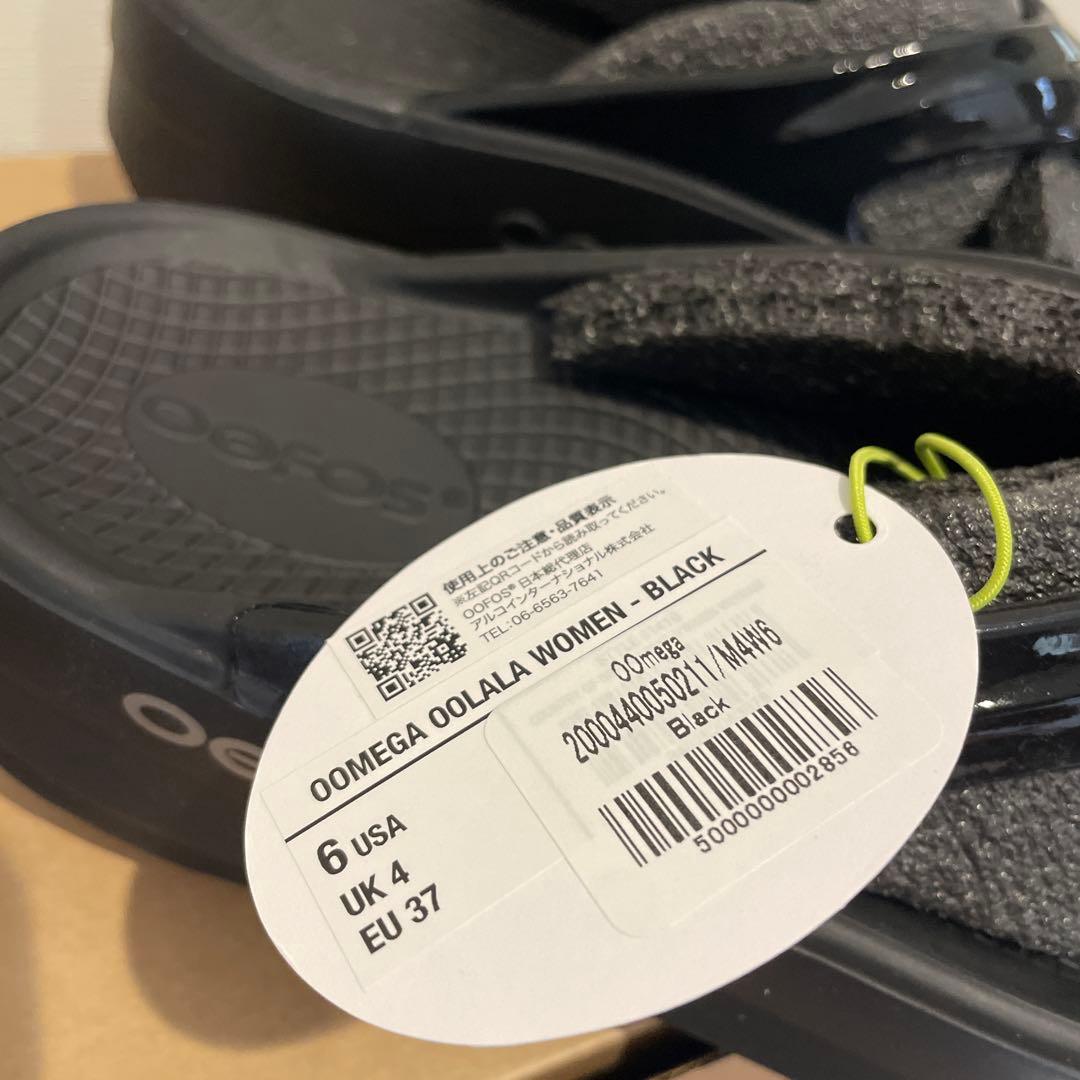 OOFOS®
oo
使用上のご注意・品質表示
※左記QRコードから読み取ってください。
OOFOS® 日本総代理店
アルコインターナショナル株式会社
TEL:06-6563-7641
OOMEGA OOLALA WOMEN - BLACK
6 USA
UK 4
EU 37
OOmega
2000440050211/M4W6
Black
5000000002856